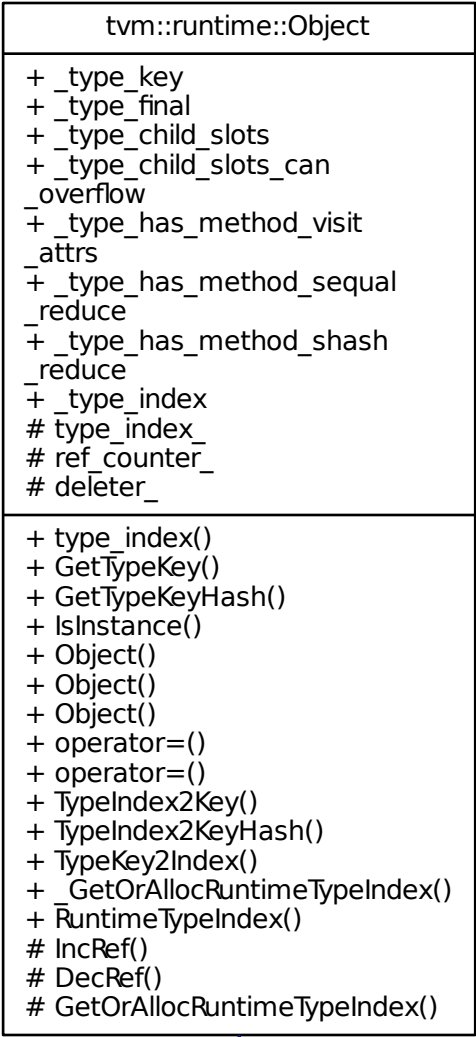 tvm::runtime::Object
+ _type_key
+ _type_final
+ _type_child_slots
+ _type_child_slots_can
_overflow
+ _type_has_method_visit
_attrs
+ _type_has_method_sequal
_reduce
+ _type_has_method_shash
_reduce
+ _type_index
# type_index_
# ref_counter_
# deleter_
+ type_index()
+ GetTypeKey()
+ GetTypeKeyHash()
+ IsInstance()
+ Object()
+ Object()
+ Object()
+ operator=()
+ operator=()
+ TypeIndex2Key()
+ TypeIndex2KeyHash()
+ TypeKey2Index()
+ _GetOrAllocRuntimeTypeIndex()
+ RuntimeTypeIndex()
# IncRef()
# DecRef()
# GetOrAllocRuntimeTypeIndex()